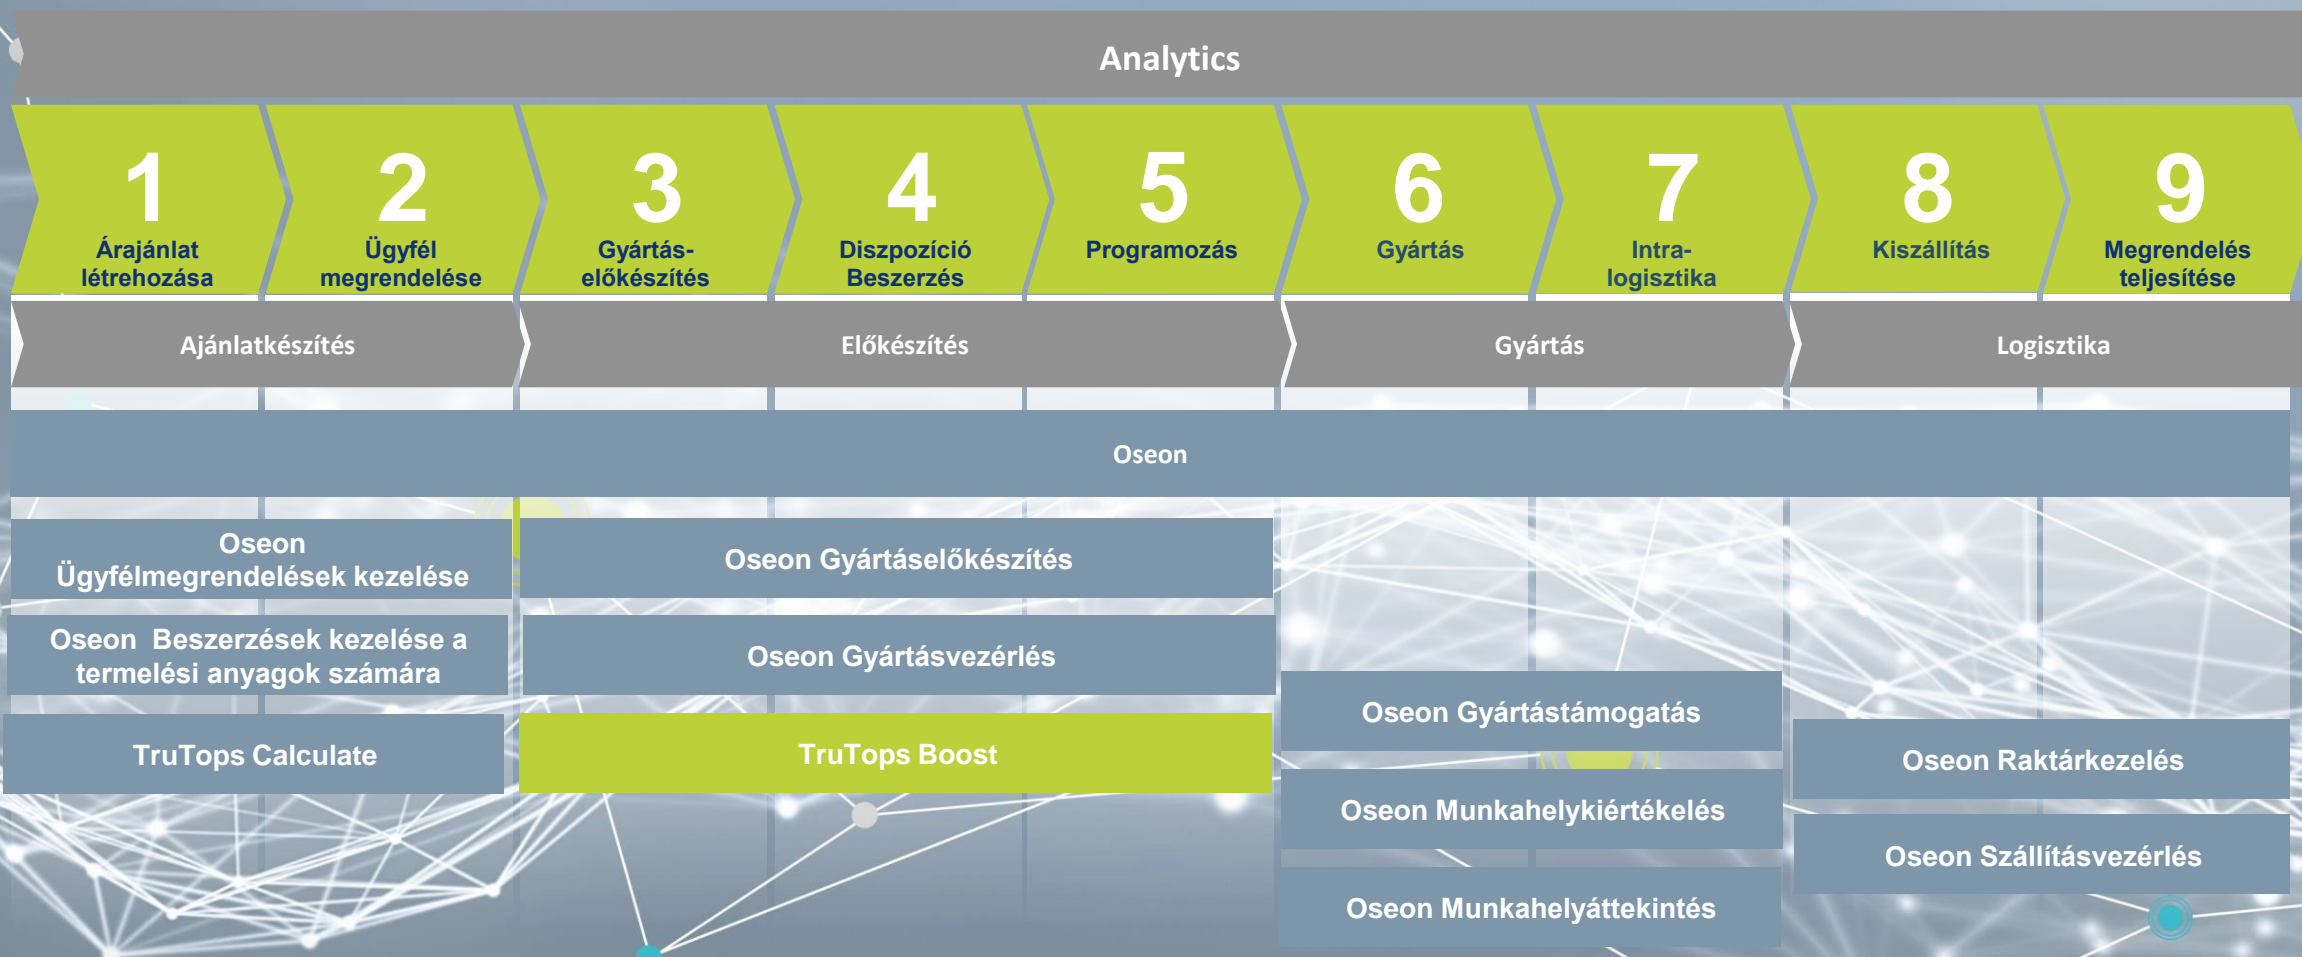 Analytics
1
Árajánlat
létrehozása
2
Ügyfél
megrendelése
3
Gyártás-
előkészítés
4
Diszpozíció
Beszerzés
5
Programozás
6
Gyártás
7
Intra-
logisztika
8
Kiszállítás
9
Megrendelés
teljesítése
Ajánlatkészítés
Előkészítés
Gyártás
Logisztika
Oseon
Oseon
Ügyfélmegrendelések kezelése
Oseon Beszerzések kezelése a
termelési anyagok számára
TruTops Calculate
Oseon Gyártáselőkészítés
Oseon Gyártásvezérlés
TruTops Boost
Oseon Gyártástámogatás
Oseon Munkahelykiértékelés
Oseon Munkahelyáttekintés
Oseon Raktárkezelés
Oseon Szállításvezérlés